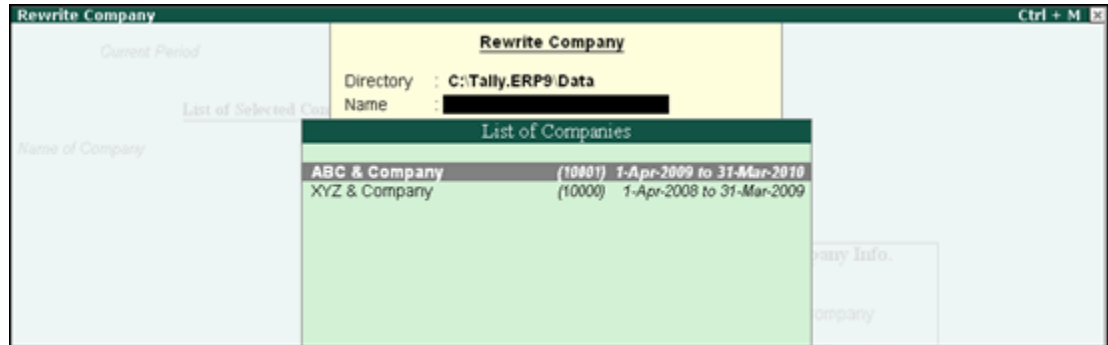 Rewrite Company Ctrl + M
Current Period
Rewrite Company
Directory : C:\Tally.ERP9\Data
List of Selected Com
Name :
List of Companies
Name of Company
ABC & Company (10001) 1-Apr-2009 to 31-Mar-2010
XYZ & Company (10000) 1-Apr-2008 to 31-Mar-2009
pany Info.
ompany